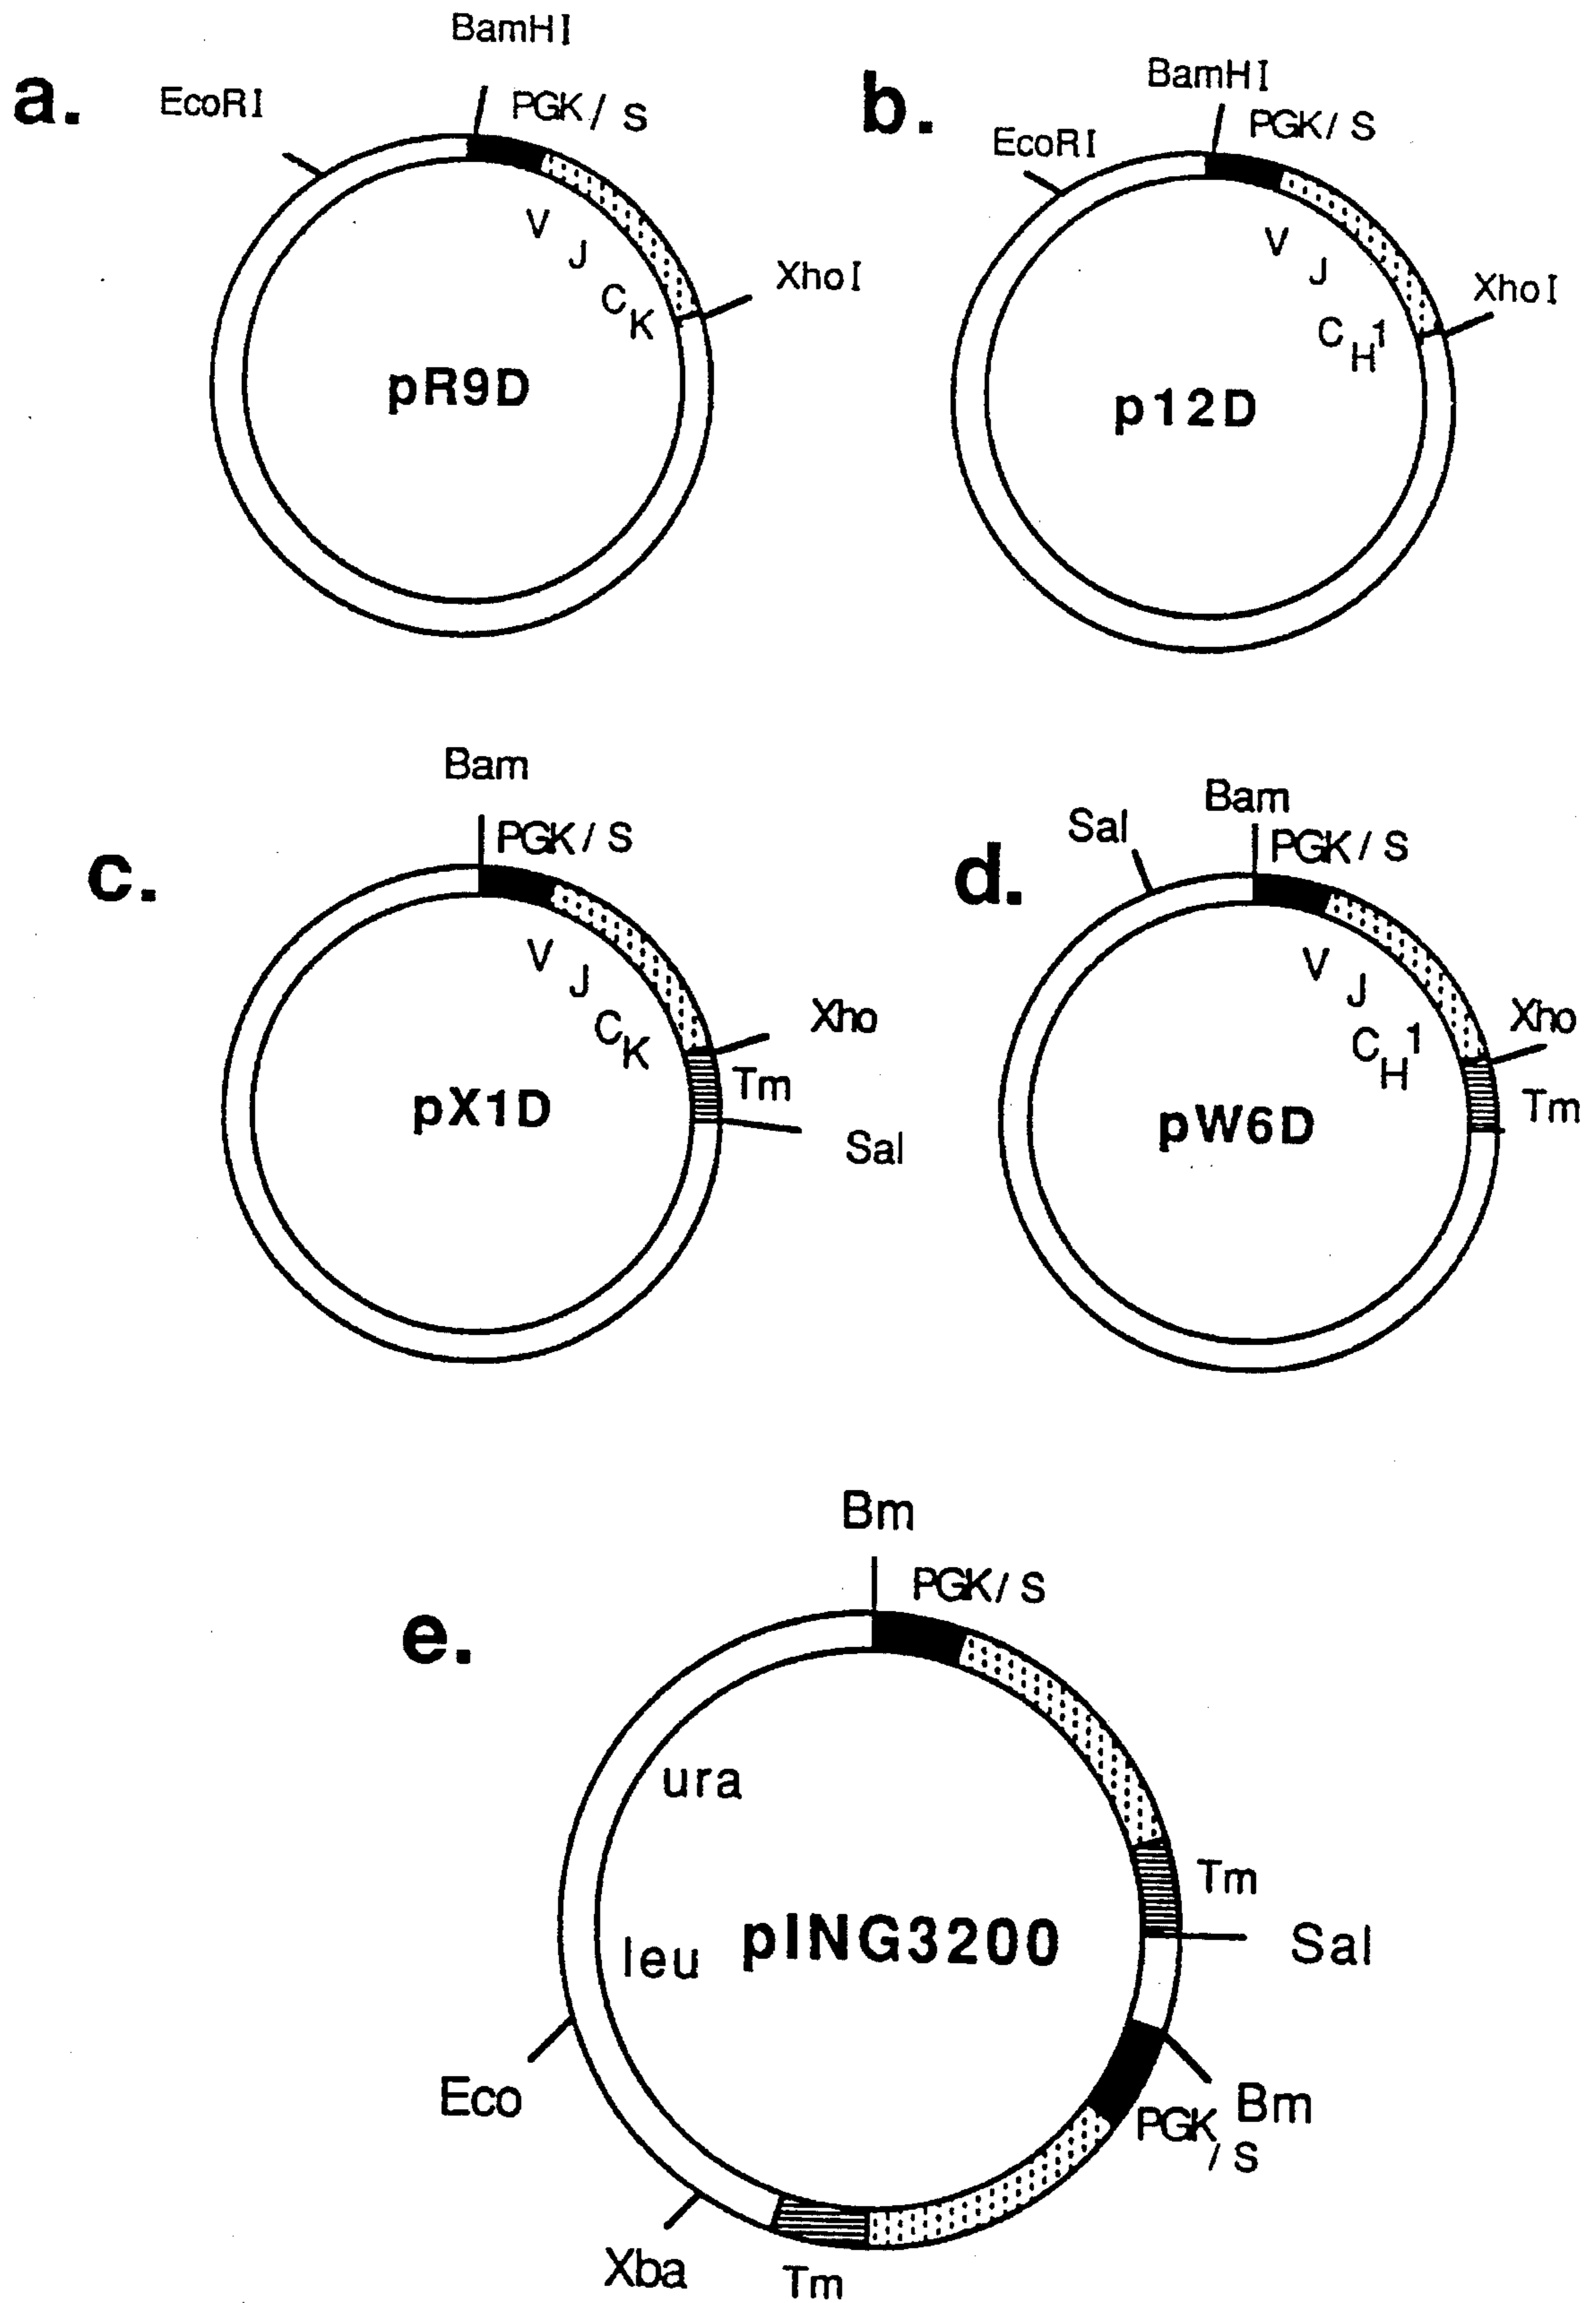 a.
BamHI
EcoRI
PGK / S
V
J
CK
XhoI
pR9D
b.
BamHI
EcoRI
PGK / S
V
J
CH1
XhoI
p12D
c.
Bam
PGK / S
V
J
CK
Xho
Tm
Sal
pX1D
d.
Sal
Bam
PGK / S
V
J
CH1
Xho
Tm
pW6D
e.
Bm
PGK / S
ura
Tm
leu
pING3200
Sal
Eco
Bm
PGK
/ S
Xba
Tm